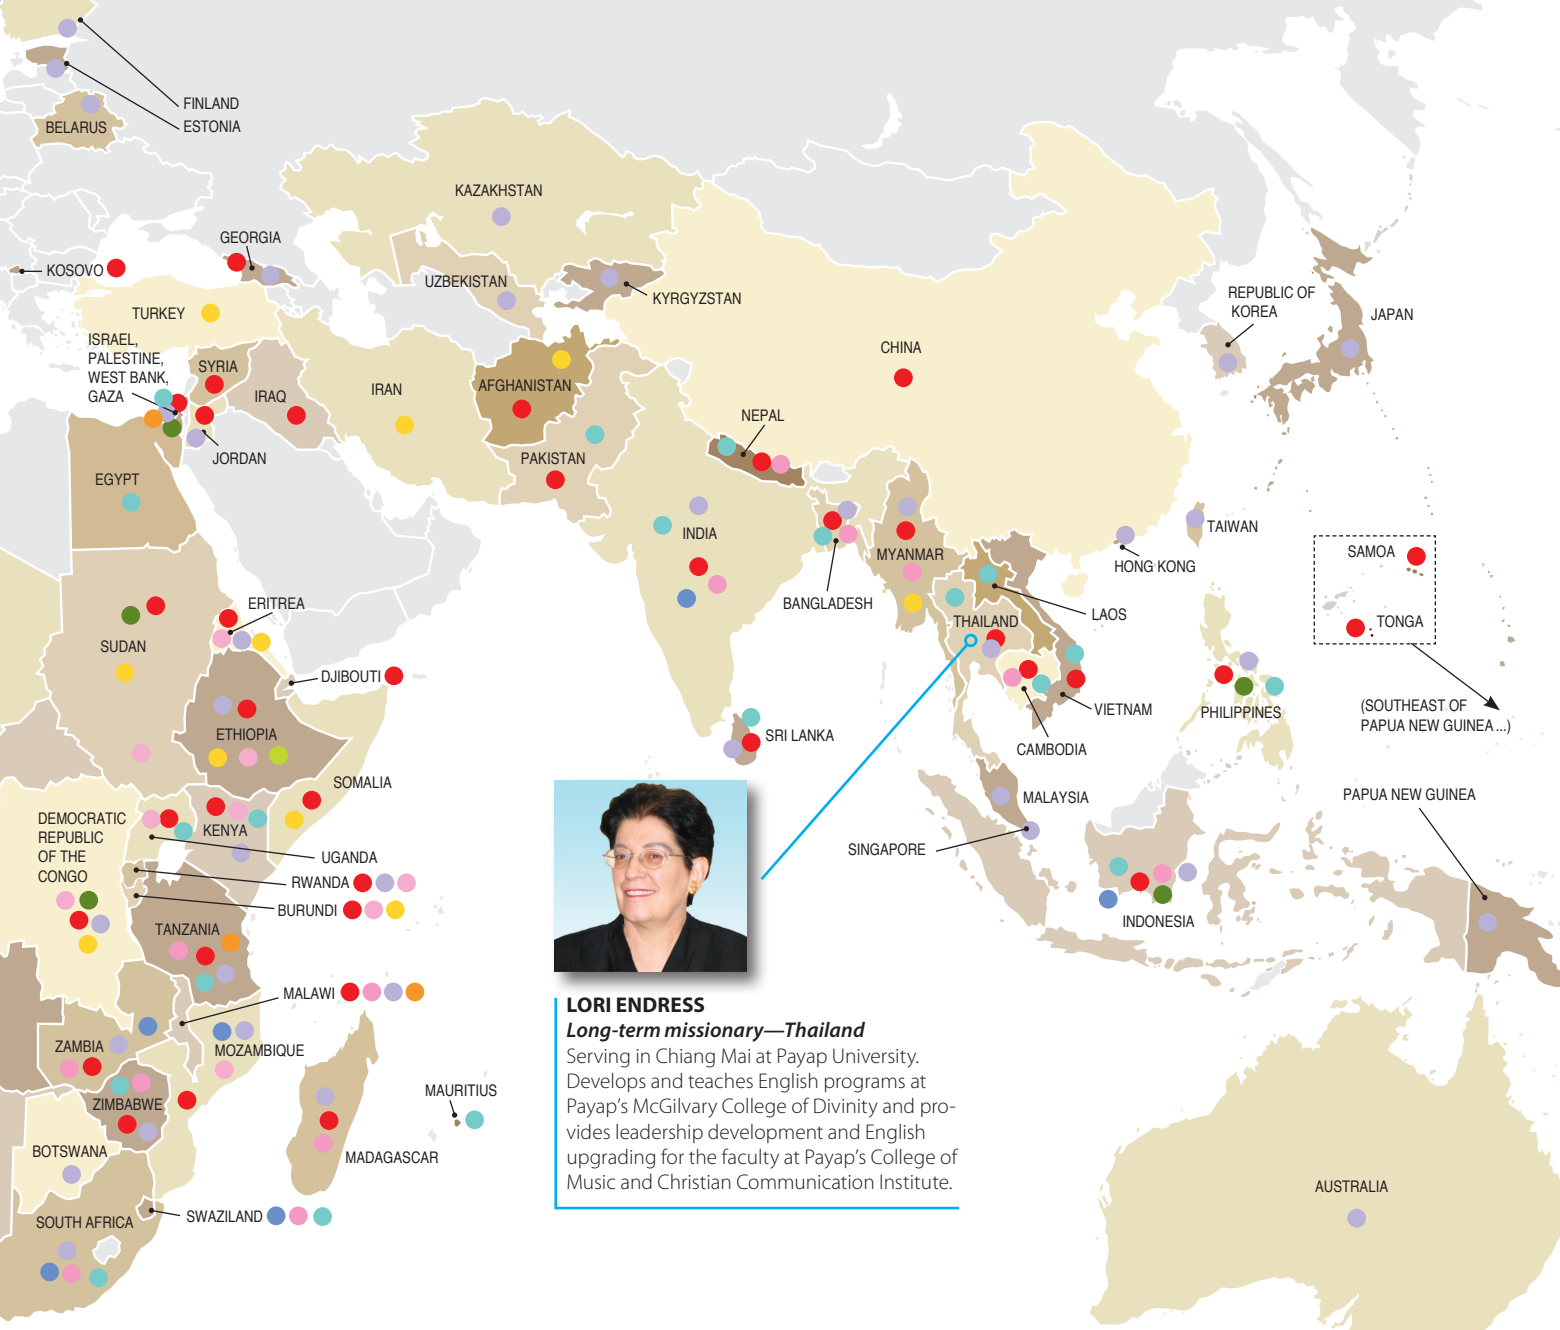 FINLAND
ESTONIA
BELARUS
KAZAKHSTAN
GEORGIA
KOSOVO
UZBEKISTAN
KYRGYZSTAN
TURKEY
REPUBLIC OF
KOREA
JAPAN
ISRAEL,
PALESTINE,
WEST BANK,
GAZA
SYRIA
IRAQ
IRAN
AFGHANISTAN
CHINA
NEPAL
JORDAN
PAKISTAN
EGYPT
INDIA
TAIWAN
MYANMAR
HONG KONG
SAMOA
BANGLADESH
LAOS
ERITREA
THAILAND
TONGA
SUDAN
DJIBOUTI
VIETNAM
PHILIPPINES
(SOUTHEAST OF
PAPUA NEW GUINEA...)
ETHIOPIA
SRI LANKA
CAMBODIA
SOMALIA
MALAYSIA
PAPUA NEW GUINEA
DEMOCRATIC
REPUBLIC
OF THE
CONGO
KENYA
SINGAPORE
UGANDA
RWANDA
BURUNDI
INDONESIA
TANZANIA
MALAWI
LORI ENDRESS
Long-term missionary—Thailand
Serving in Chiang Mai at Payap University.
Develops and teaches English programs at
Payap's McGilvary College of Divinity and pro-
vides leadership development and English
upgrading for the faculty at Payap's College of
Music and Christian Communication Institute.
ZAMBIA
MOZAMBIQUE
MAURITIUS
ZIMBABWE
BOTSWANA
MADAGASCAR
AUSTRALIA
SWAZILAND
SOUTH AFRICA